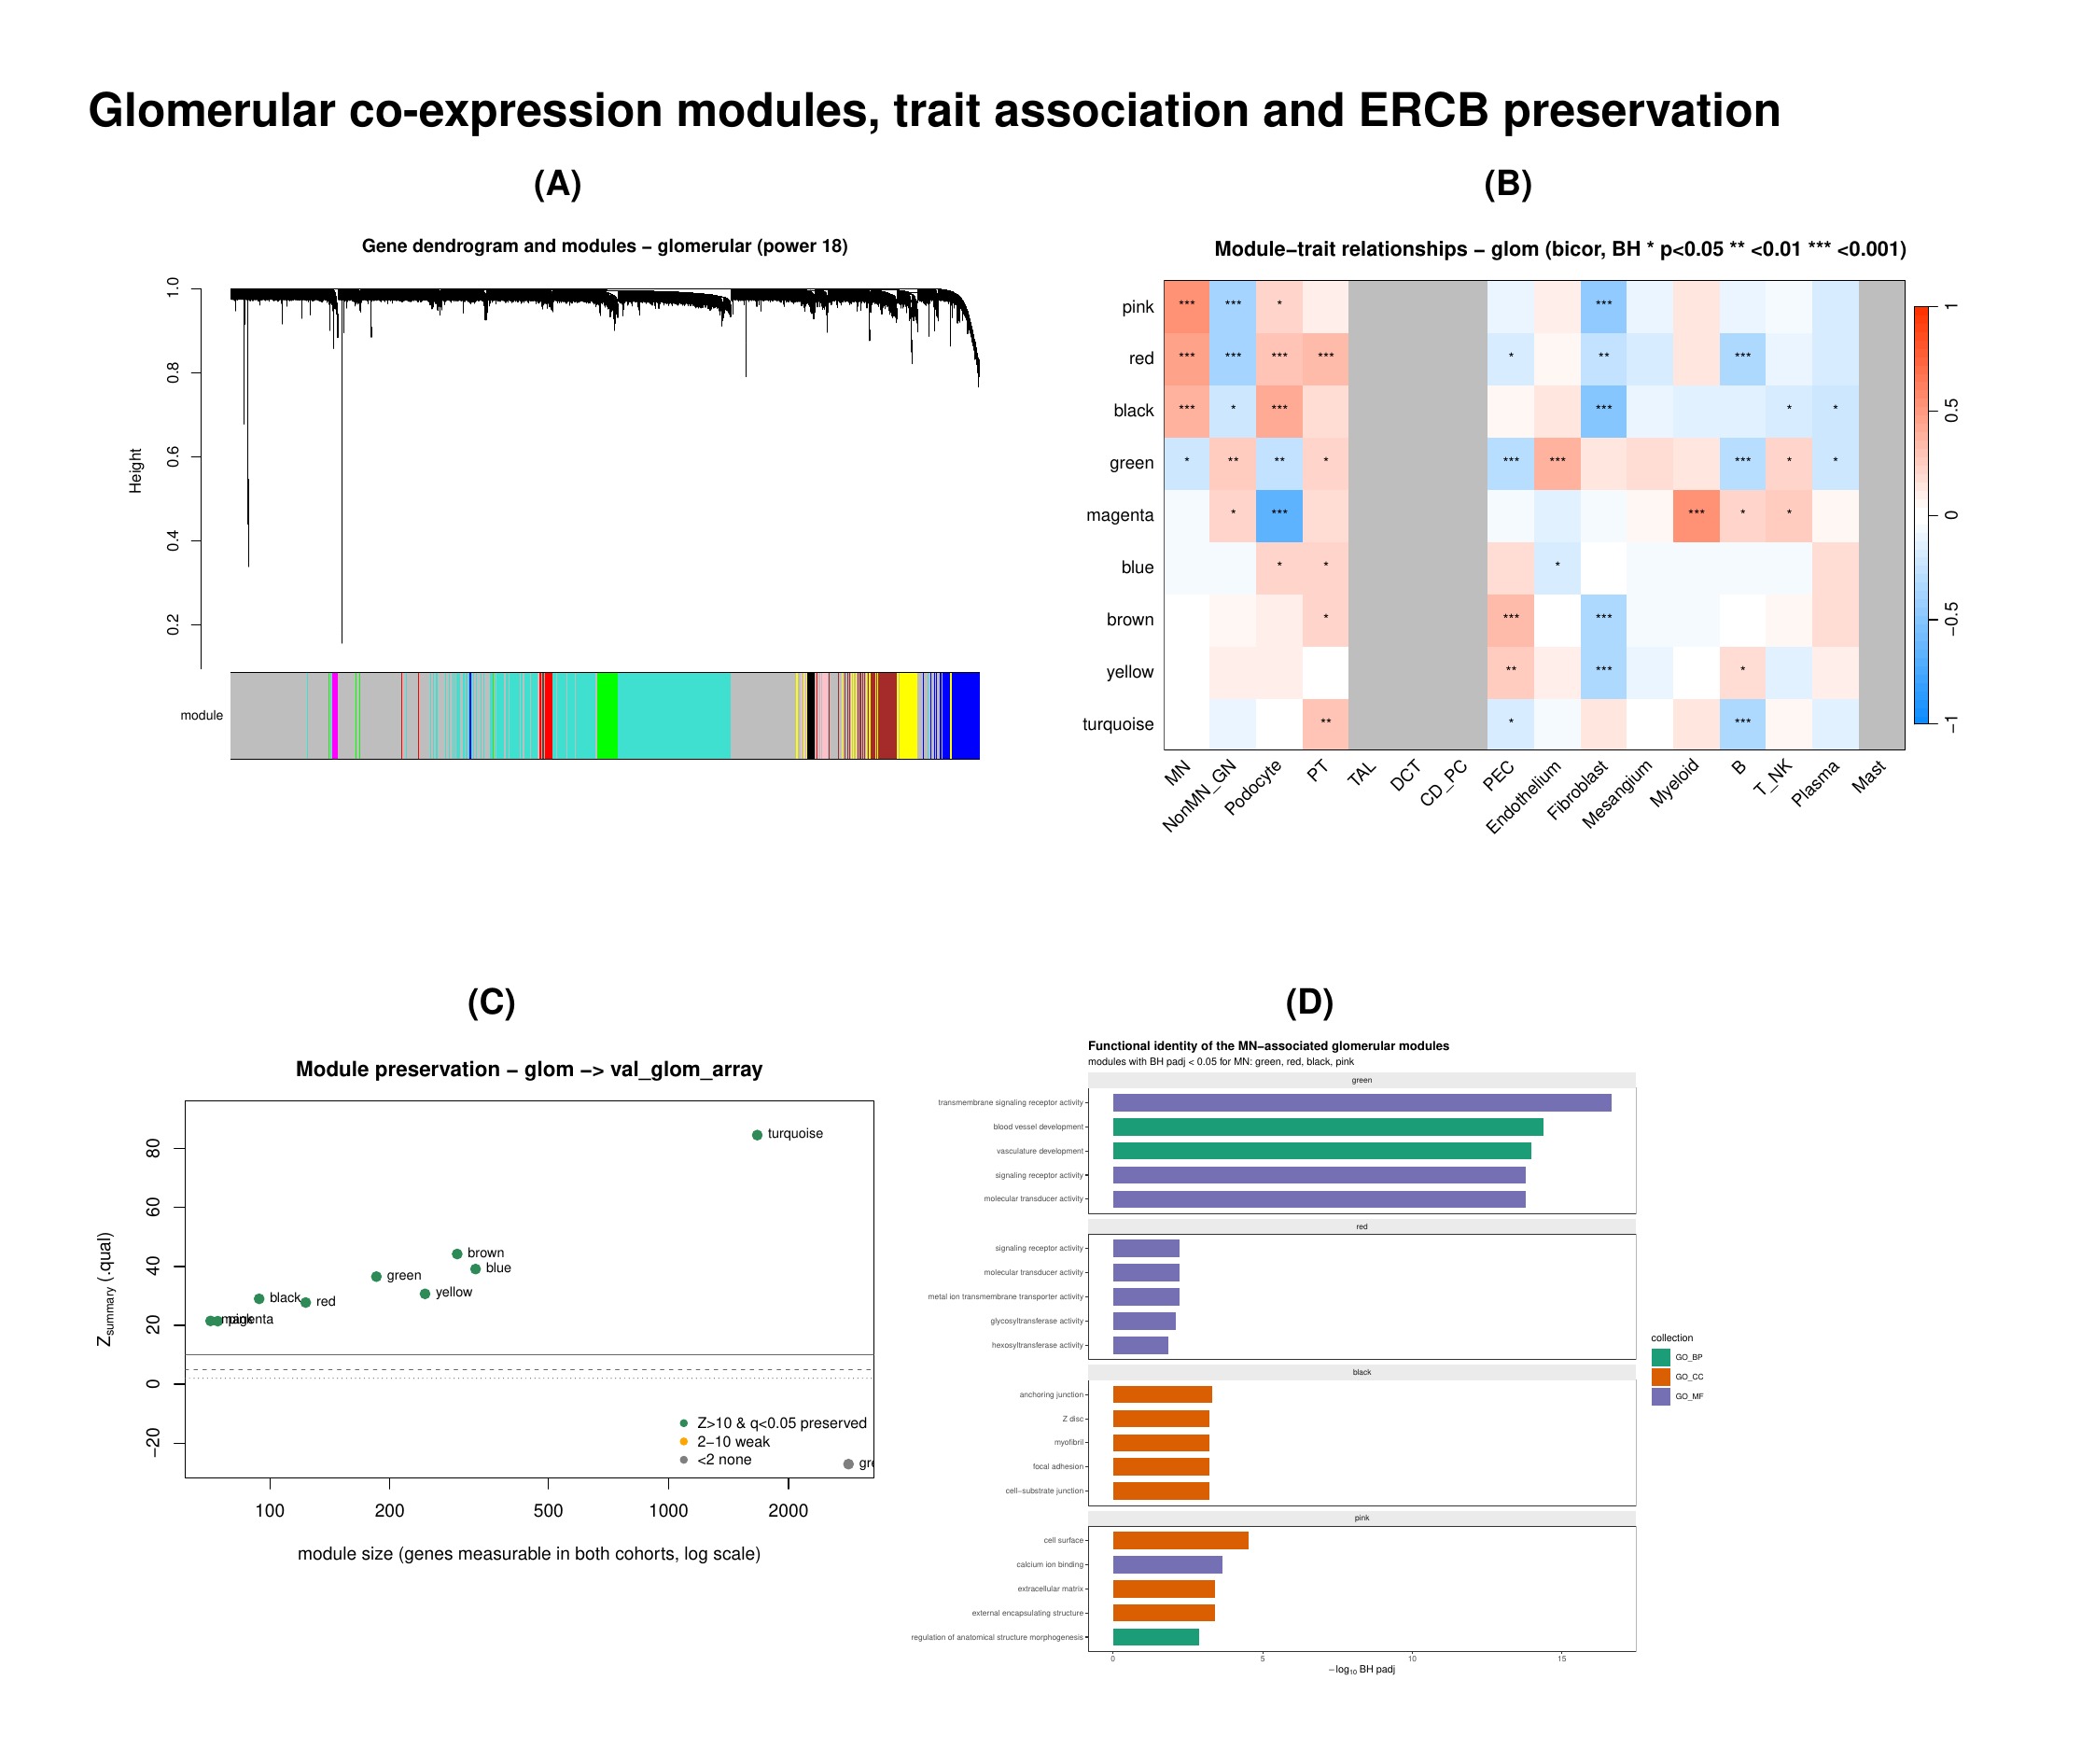 Glomerular co-expression modules, trait association and ERCB preservation
(A)
Gene dendrogram and modules − glomerular (power 18)
Height
1.0
0.8
0.6
0.4
0.2
module
(B)
Module−trait relationships − glom (bicor, BH * p<0.05 ** <0.01 *** <0.001)
pink *** *** * ***
red *** *** *** *** * ** ***
black *** * *** *** * *
green * ** ** * *** *** *** * *
magenta * *** *** * *
blue * * *
brown * *** ***
yellow ** *** *
turquoise ** * ***
MN
NonMN_GN
Podocyte
PT
TAL
DCT
CD_PC
PEC
Endothelium
Fibroblast
Mesangium
Myeloid
B
T_NK
Plasma
Mast
1
0.5
0
−0.5
−1
(C)
Module preservation − glom −> val_glom_array
Zsummary (.qual)
80
60
40
20
0
−20
turquoise
brown
blue
green
yellow
black
red
magenta
pink
gre
Z>10 & q<0.05 preserved
2−10 weak
<2 none
100 200 500 1000 2000
module size (genes measurable in both cohorts, log scale)
(D)
Functional identity of the MN−associated glomerular modules
modules with BH padj < 0.05 for MN: green, red, black, pink
green
transmembrane signaling receptor activity
blood vessel development
vasculature development
signaling receptor activity
molecular transducer activity
red
signaling receptor activity
molecular transducer activity
metal ion transmembrane transporter activity
glycosyltransferase activity
hexosyltransferase activity
black
anchoring junction
Z disc
myofibril
focal adhesion
cell−substrate junction
pink
cell surface
calcium ion binding
extracellular matrix
external encapsulating structure
regulation of anatomical structure morphogenesis
0 5 10 15
−log10 BH padj
collection
GO_BP
GO_CC
GO_MF